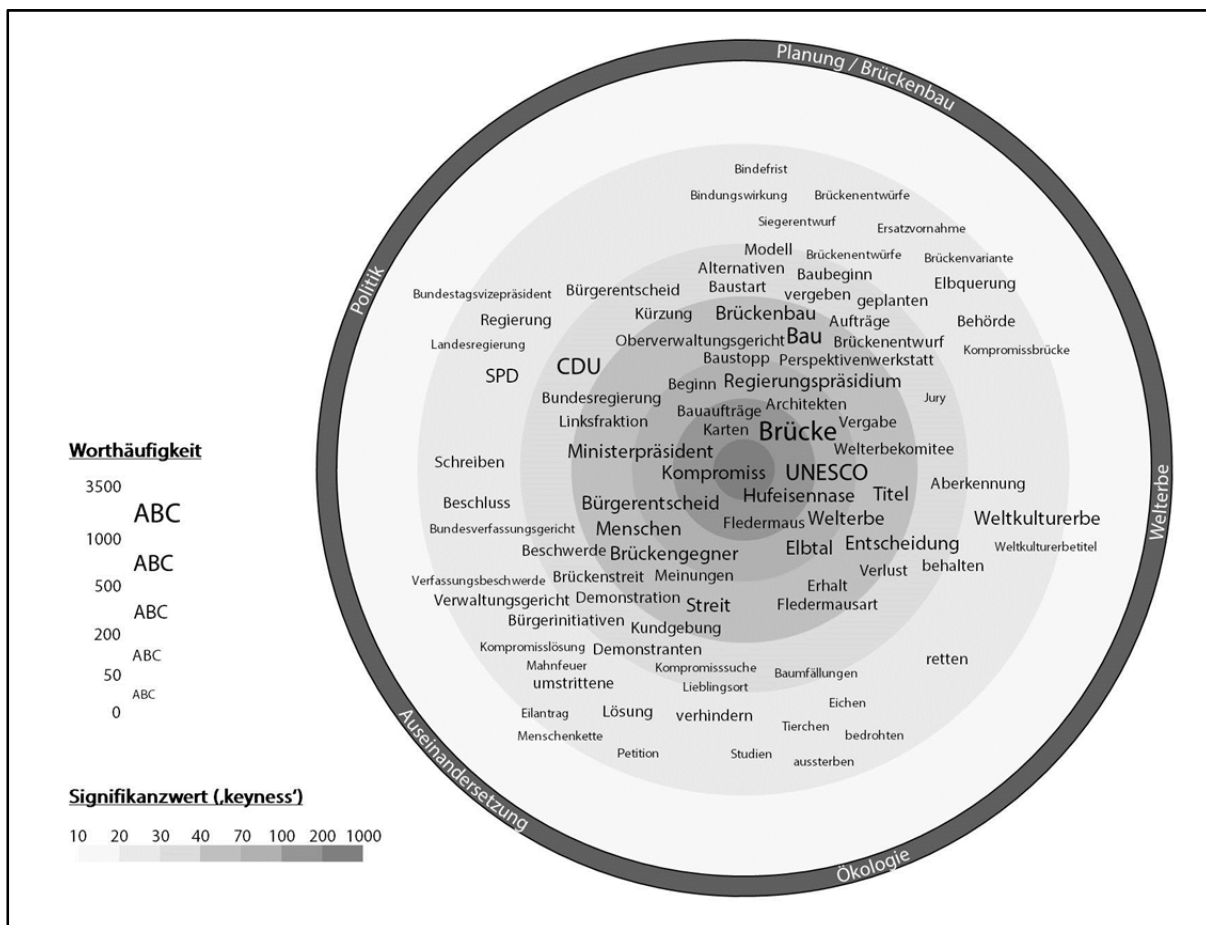 Planung / Brückenbau
Politik
Welterbe
Auseinandersetzung
Ökologie
Bindefrist
Bindungswirkung Brückenentwürfe
Siegerentwurf Ersatzvornahme
Modell Brückenentwürfe Brückenvariante
Alternativen Baubeginn Elbquerung
Bundestagsvizepräsident Bürgerentscheid Baustart vergeben geplanten
Regierung Kürzung Brückenbau Aufträge Behörde
Landesregierung Oberverwaltungsgericht Bau Brückenentwurf Kompromissbrücke
SPD CDU Baustopp Perspektivenwerkstatt
Beginn Regierungspräsidium
Bundesregierung Bauaufträge Architekten Jury
Linksfraktion Karten Brücke Vergabe
Ministerpräsident Welterbekomitee
Schreiben Kompromiss UNESCO Aberkennung
Beschluss Bürgerentscheid Hufeisennase Titel
Bundesverfassungsgericht Menschen Fledermaus Welterbe Weltkulturerbe
Beschwerde Brückengegner Elbtal Entscheidung Weltkulturerbetitel
Verfassungsbeschwerde Brückenstreit Meinungen Verlust behalten
Verwaltungsgericht Demonstration Streit Erhalt
Bürgerinitiativen Kundgebung Fledermausart
Kompromisslösung Demonstranten
Mahnfeuer Kompromisssuche Baumfällungen retten
umstrittene Lieblingsort
Eilantrag Lösung verhindern Eichen
Menschenkette Tierchen bedrohten
Petition Studien aussterben
Worthäufigkeit
3500
ABC
1000
ABC
500
ABC
200
ABC
50
ABC
0
Signifikanzwert (‚keyness‘)
10 20 30 40 70 100 200 1000